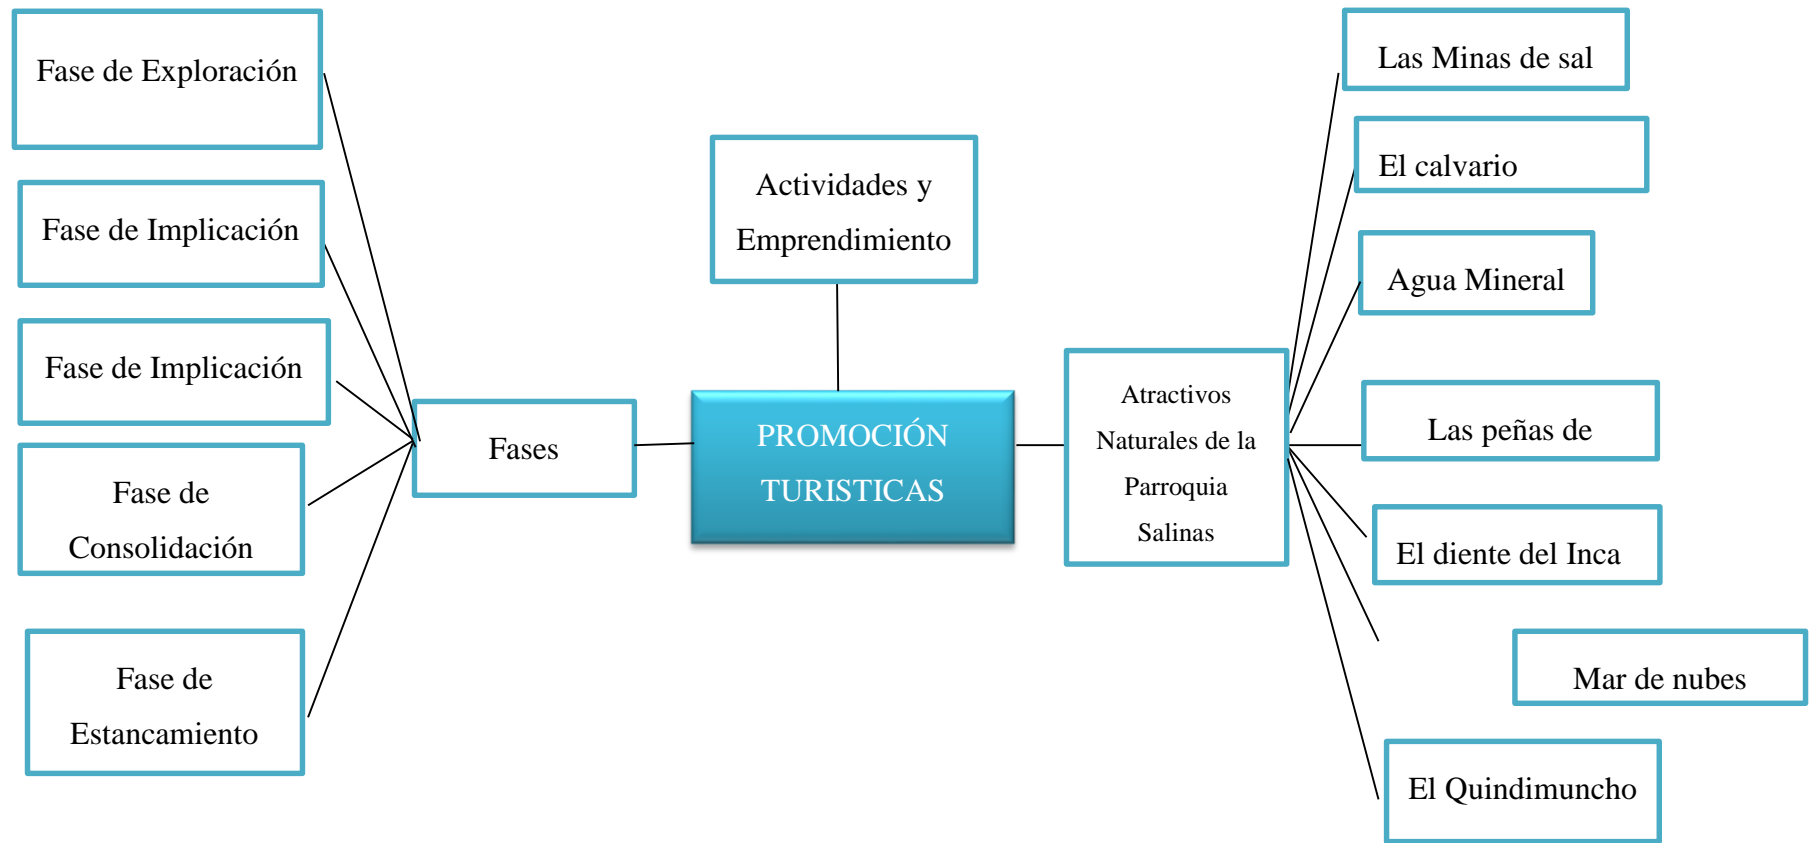 Fase de Exploración
Fase de Implicación
Fase de Implicación
Fase de
Consolidación
Fase de
Estancamiento
Fases
Actividades y
Emprendimiento
PROMOCIÓN
TURISTICAS
Atractivos
Naturales de la
Parroquia
Salinas
Las Minas de sal
El calvario
Agua Mineral
Las peñas de
El diente del Inca
Mar de nubes
El Quindimuncho